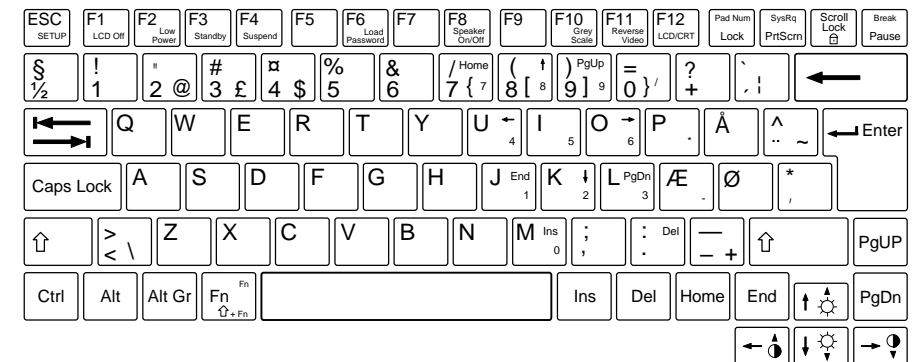 ESC SETUP F1 LCD Off F2 Low Power F3 Standby F4 Suspend F5 F6 Load Password F7 F8 Speaker On/Off F9 F10 Grey Scale F11 Reverse Video F12 LCD/CRT Pad Num Lock SysRq PrtScrn Scroll Lock Break Pause
§ ½ ! 1 " 2 @ # 3 £ ¤ 4 $ % 5 & 6 / Home 7 { 7 ( ↑ 8 [ 8 ) PgUp 9 ] 9 = 0 } / ? + ` ´ ¦ ←
Q W E R T Y U ← 4 I 5 O → 6 P * Å ^ ¨ ~ Enter
Caps Lock A S D F G H J End 1 K ↓ 2 L PgDn 3 Æ - Ø * ,
⇧ > < \ Z X C V B N M Ins 0 ; , : Del . — – + ⇧ PgUP
Ctrl Alt Alt Gr Fn Fn ⇧ + Fn Ins Del Home End ↑ PgDn
← ↓ →